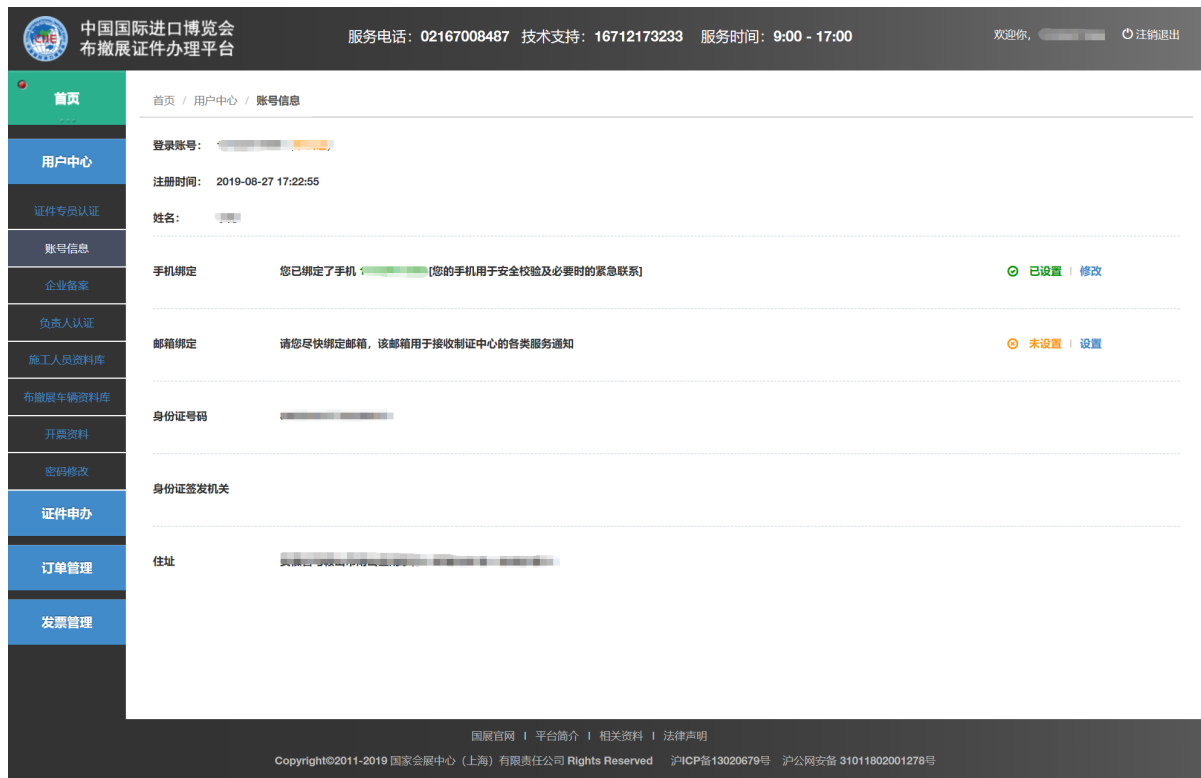 中国国际进口博览会
布撤展证件办理平台
服务电话：02167008487 技术支持：16712173233 服务时间：9:00 - 17:00
欢迎你，
注销退出
首页
用户中心
证件专员认证
账号信息
企业备案
负责人认证
施工人员资料库
布撤展车辆资料库
开票资料
密码修改
证件申办
订单管理
发票管理
首页 / 用户中心 / 账号信息
登录账号：
注册时间： 2019-08-27 17:22:55
姓名：
手机绑定 您已绑定了手机 [您的手机用于安全校验及必要时的紧急联系] 已设置 | 修改
邮箱绑定 请您尽快绑定邮箱，该邮箱用于接收制证中心的各类服务通知 未设置 | 设置
身份证号码
身份证签发机关
住址
国展官网 | 平台简介 | 相关资料 | 法律声明
Copyright©2011-2019 国家会展中心（上海）有限责任公司 Rights Reserved 沪ICP备13020679号 沪公网安备 31011802001278号